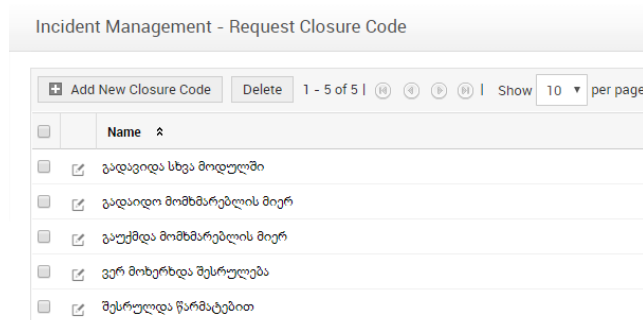 Incident Management - Request Closure Code
Add New Closure Code Delete 1 - 5 of 5 | | Show 10 per page
Name
გადავიდა სხვა მოდულში
გადაიდო მომხმარებლის მიერ
გაუქმდა მომხმარებლის მიერ
ვერ მოხერხდა შესრულება
შესრულდა წარმატებით